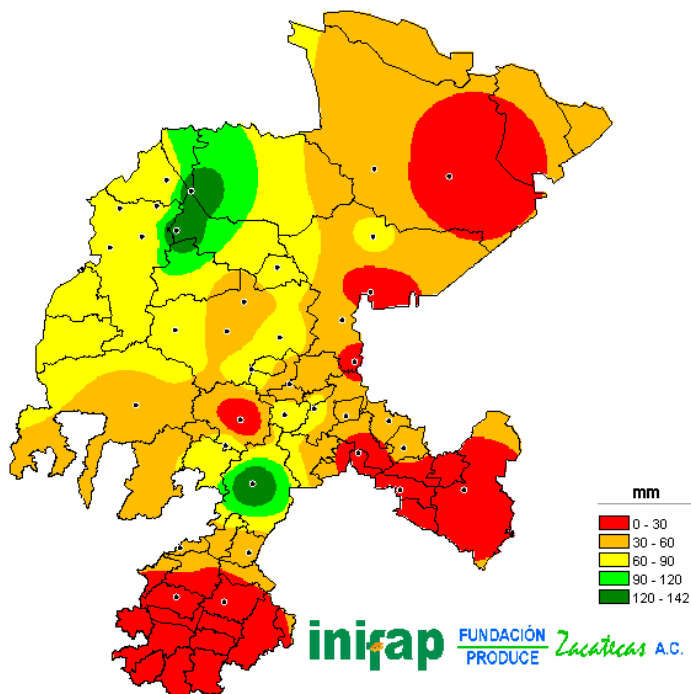 mm
0 - 30
30 - 60
60 - 90
90 - 120
120 - 142
inifap
FUNDACIÓN
PRODUCE
Zacatecas A.C.